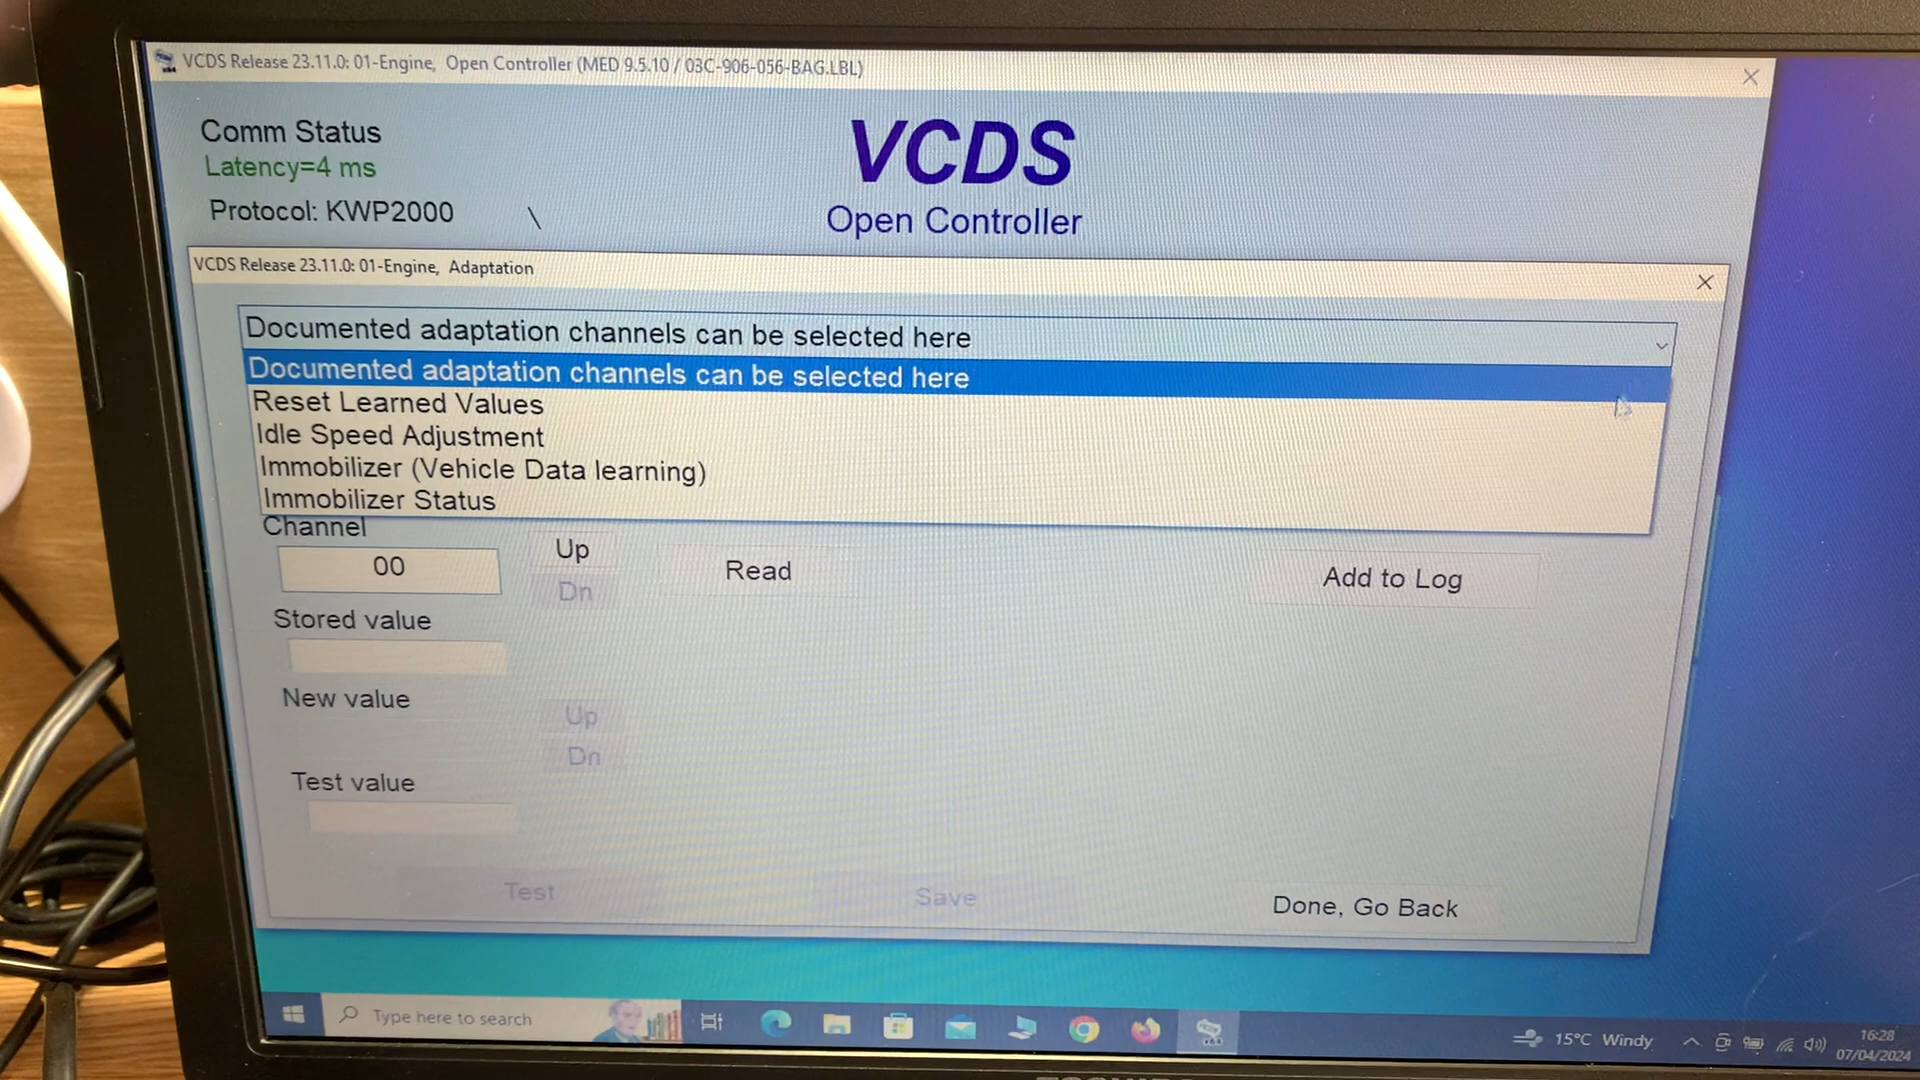 VCDS Release 23.11.0: 01-Engine, Open Controller (MED 9.5.10 / 03C-906-056-BAG.LBL)
Comm Status
Latency=4 ms
Protocol: KWP2000 \
VCDS
Open Controller
VCDS Release 23.11.0: 01-Engine, Adaptation
Documented adaptation channels can be selected here
Documented adaptation channels can be selected here
Reset Learned Values
Idle Speed Adjustment
Immobilizer (Vehicle Data learning)
Immobilizer Status
Channel
00
Up
Dn
Read
Add to Log
Stored value
New value
Up
Dn
Test value
Test
Save
Done, Go Back
Type here to search
15°C Windy
16:28
07/04/2024